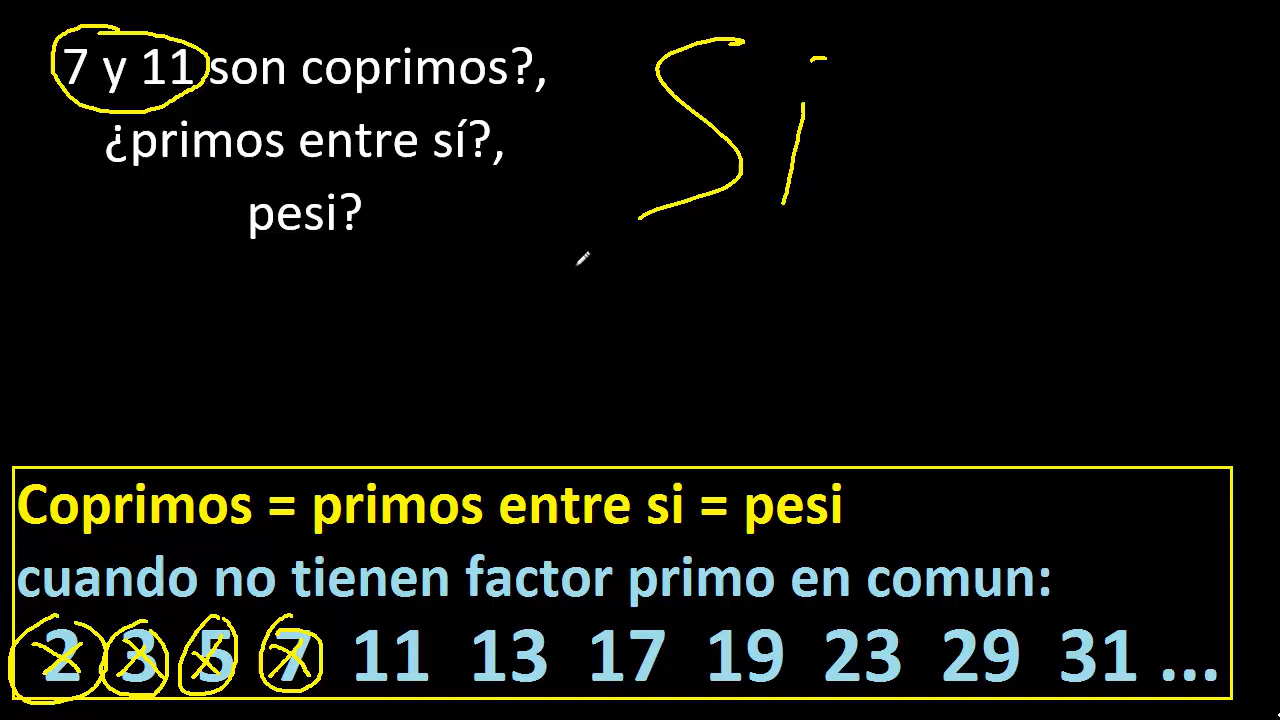 7 y 11 son coprimos?,
¿primos entre sí?,
pesi?
Si
Coprimos = primos entre si = pesi
cuando no tienen factor primo en comun:
2 3 5 7 11 13 17 19 23 29 31 ...